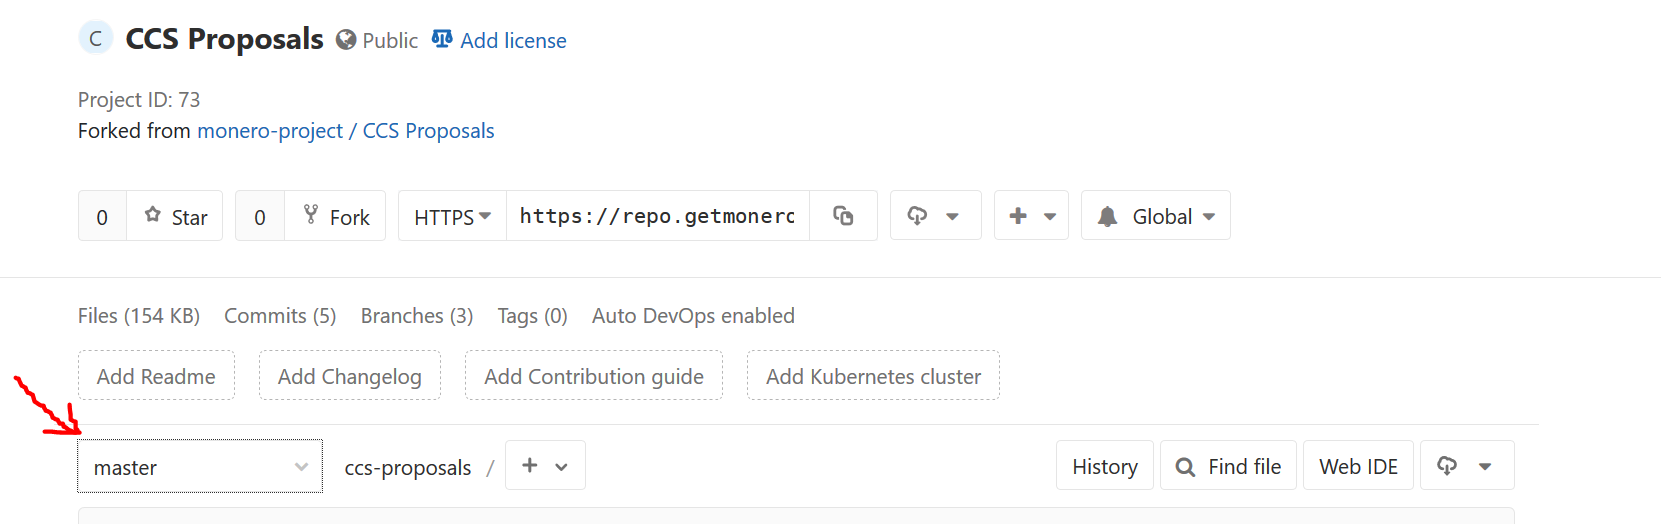 C CCS Proposals Public Add license
Project ID: 73
Forked from monero-project / CCS Proposals
0 Star 0 Fork HTTPS https://repo.getmonero Global
Files (154 KB) Commits (5) Branches (3) Tags (0) Auto DevOps enabled
Add Readme Add Changelog Add Contribution guide Add Kubernetes cluster
master ccs-proposals / + History Find file Web IDE